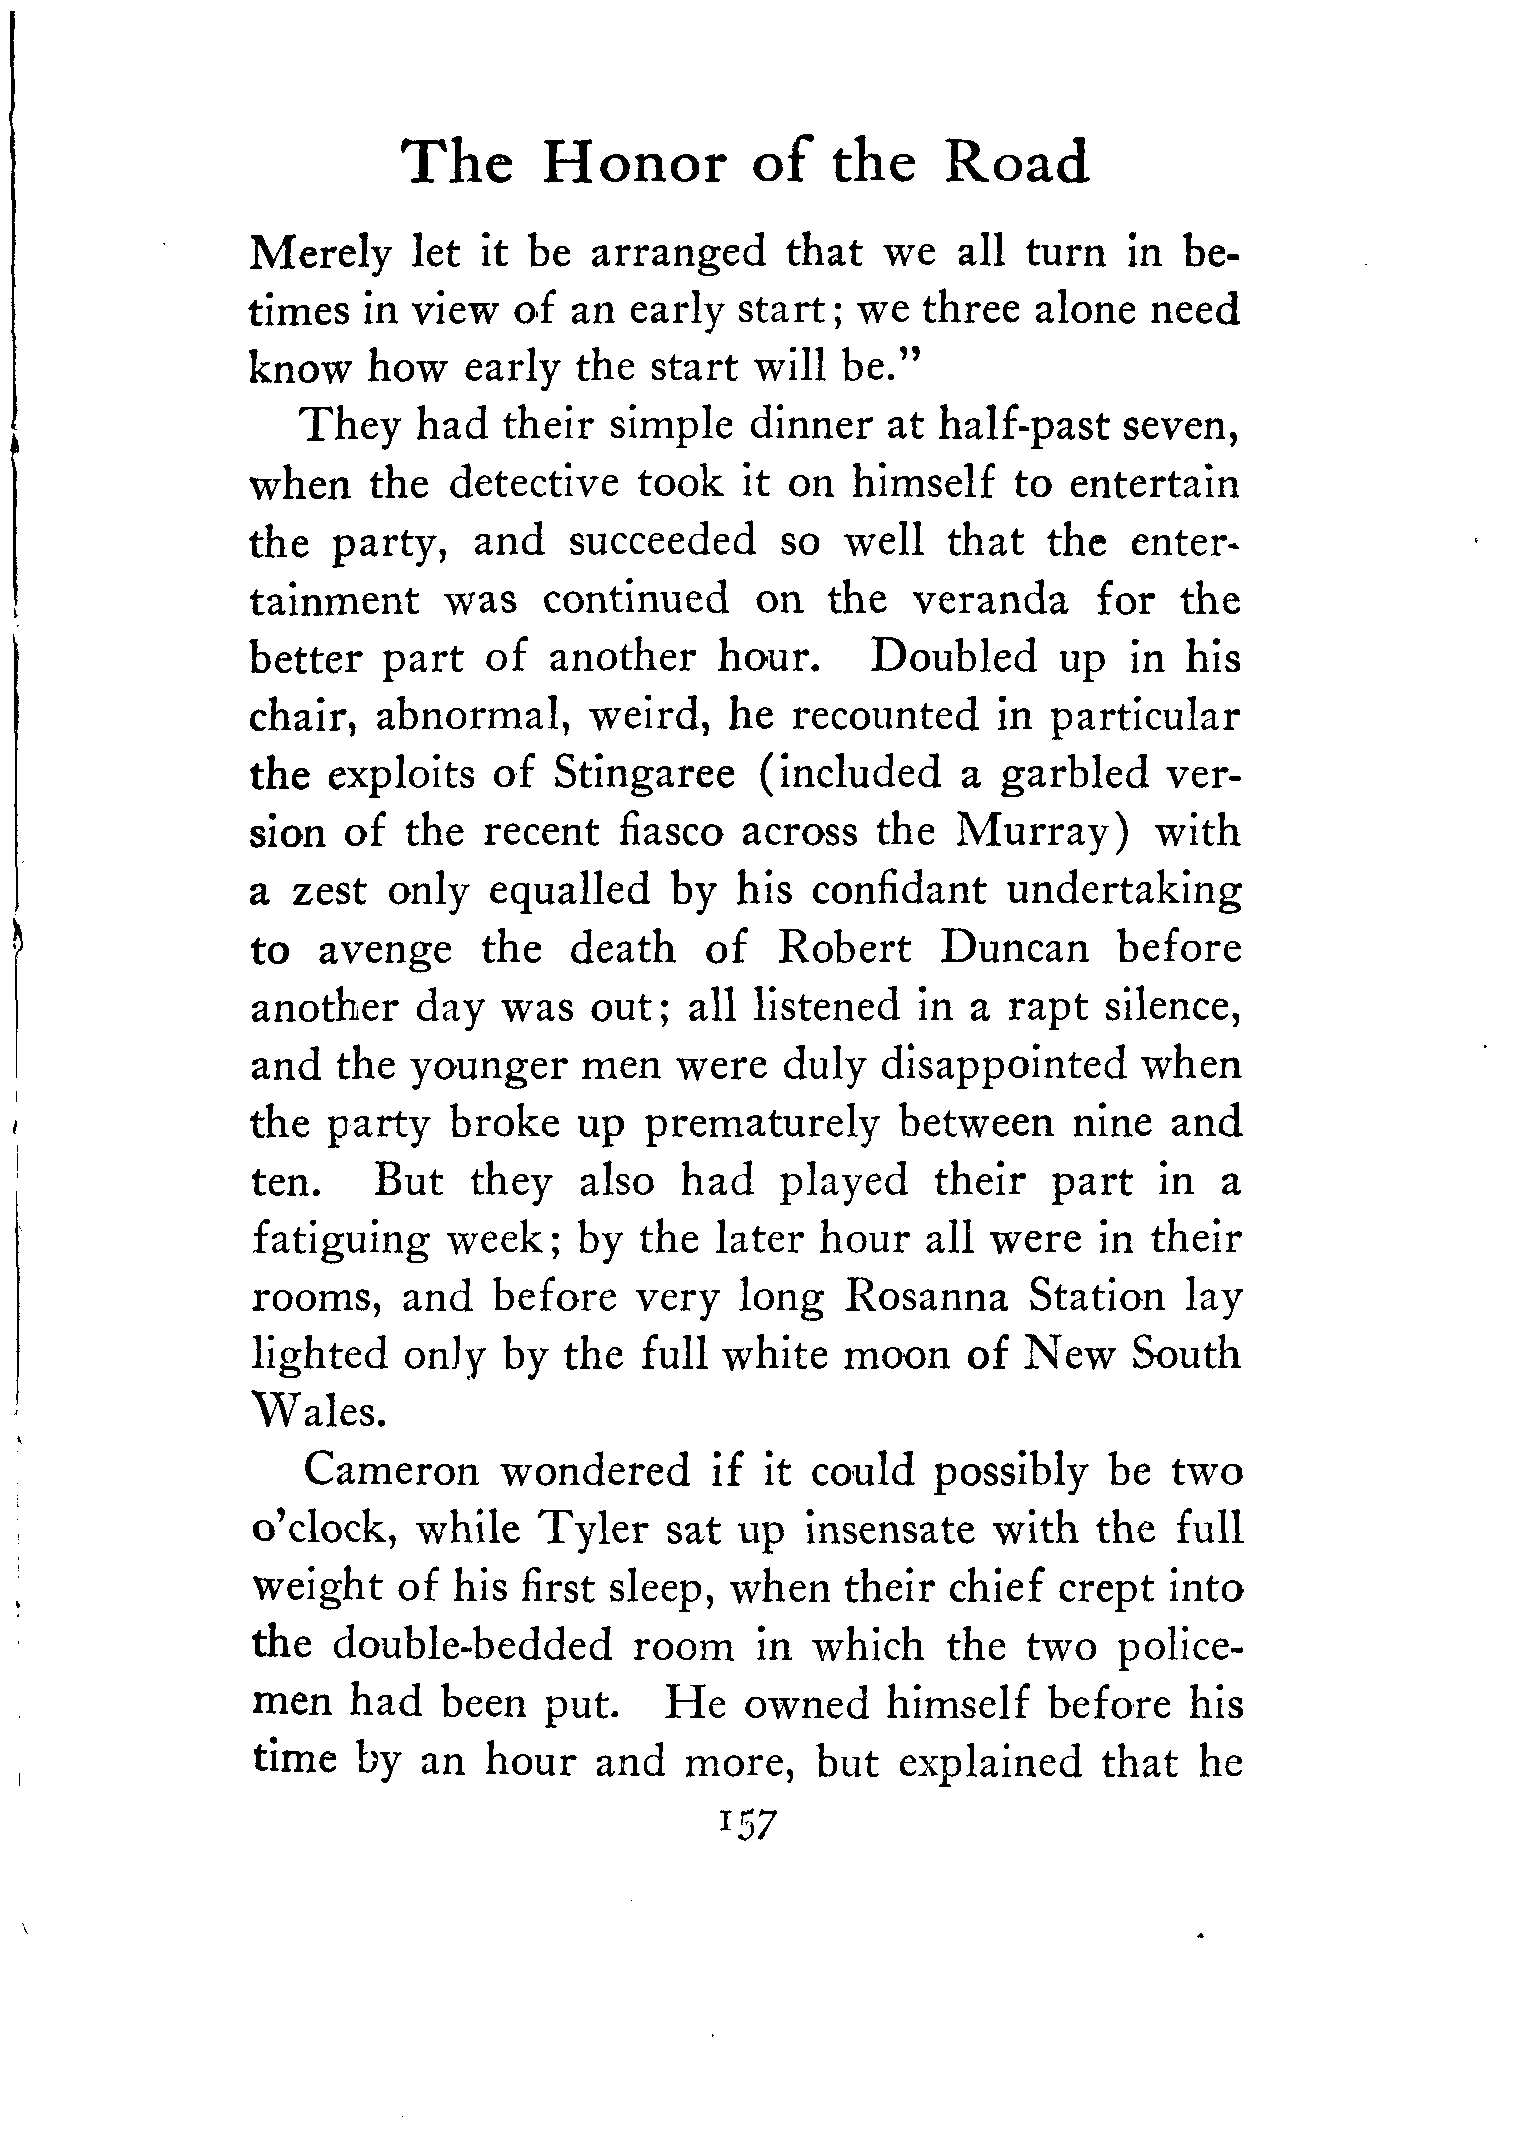 The Honor of the Road
Merely let it be arranged that we all turn in be-
times in view of an early start; we three alone need
know how early the start will be."
They had their simple dinner at half-past seven,
when the detective took it on himself to entertain
the party, and succeeded so well that the enter-
tainment was continued on the veranda for the
better part of another hour. Doubled up in his
chair, abnormal, weird, he recounted in particular
the exploits of Stingaree (included a garbled ver-
sion of the recent fiasco across the Murray) with
a zest only equalled by his confidant undertaking
to avenge the death of Robert Duncan before
another day was out; all listened in a rapt silence,
and the younger men were duly disappointed when
the party broke up prematurely between nine and
ten. But they also had played their part in a
fatiguing week; by the later hour all were in their
rooms, and before very long Rosanna Station lay
lighted only by the full white moon of New South
Wales.
Cameron wondered if it could possibly be two
o'clock, while Tyler sat up insensate with the full
weight of his first sleep, when their chief crept into
the double-bedded room in which the two police-
men had been put. He owned himself before his
time by an hour and more, but explained that he
157